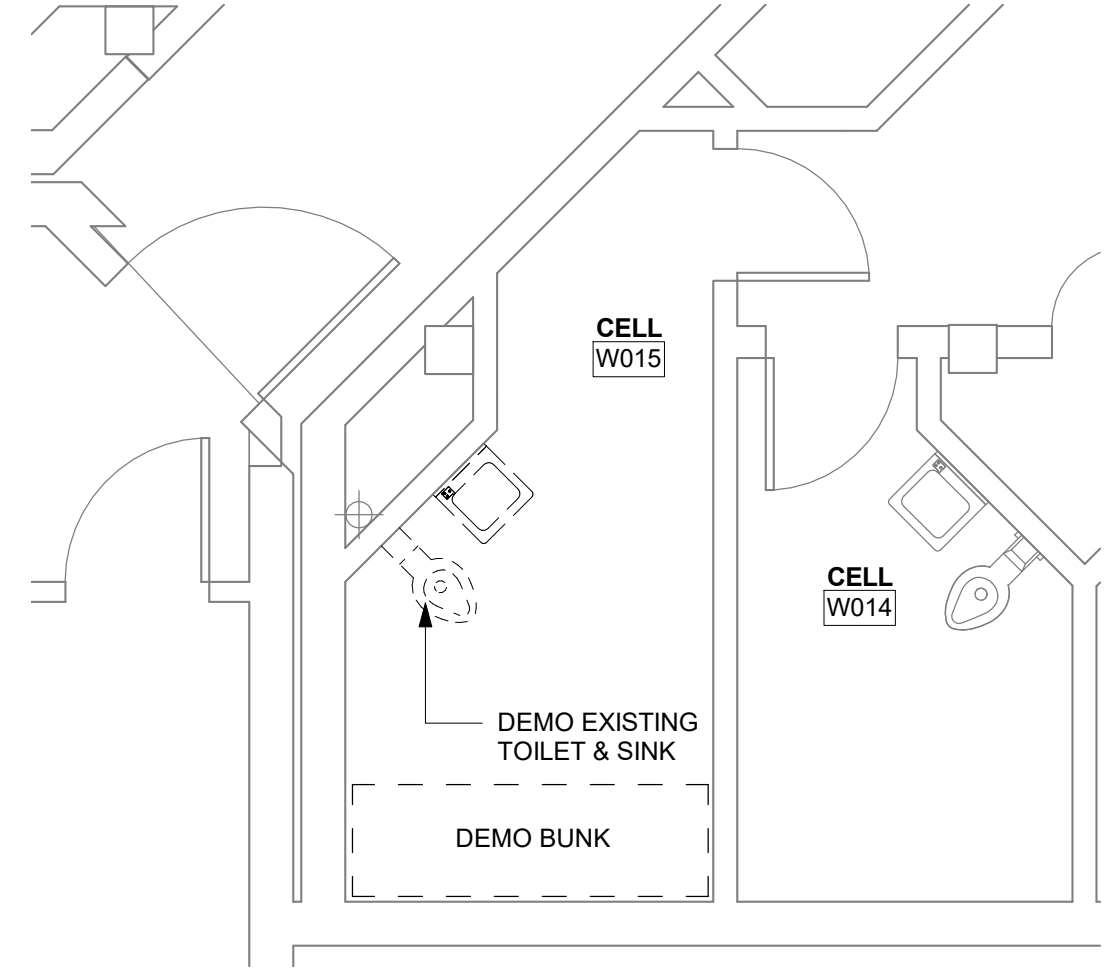 CELL
W015
CELL
W014
DEMO EXISTING
TOILET & SINK
DEMO BUNK